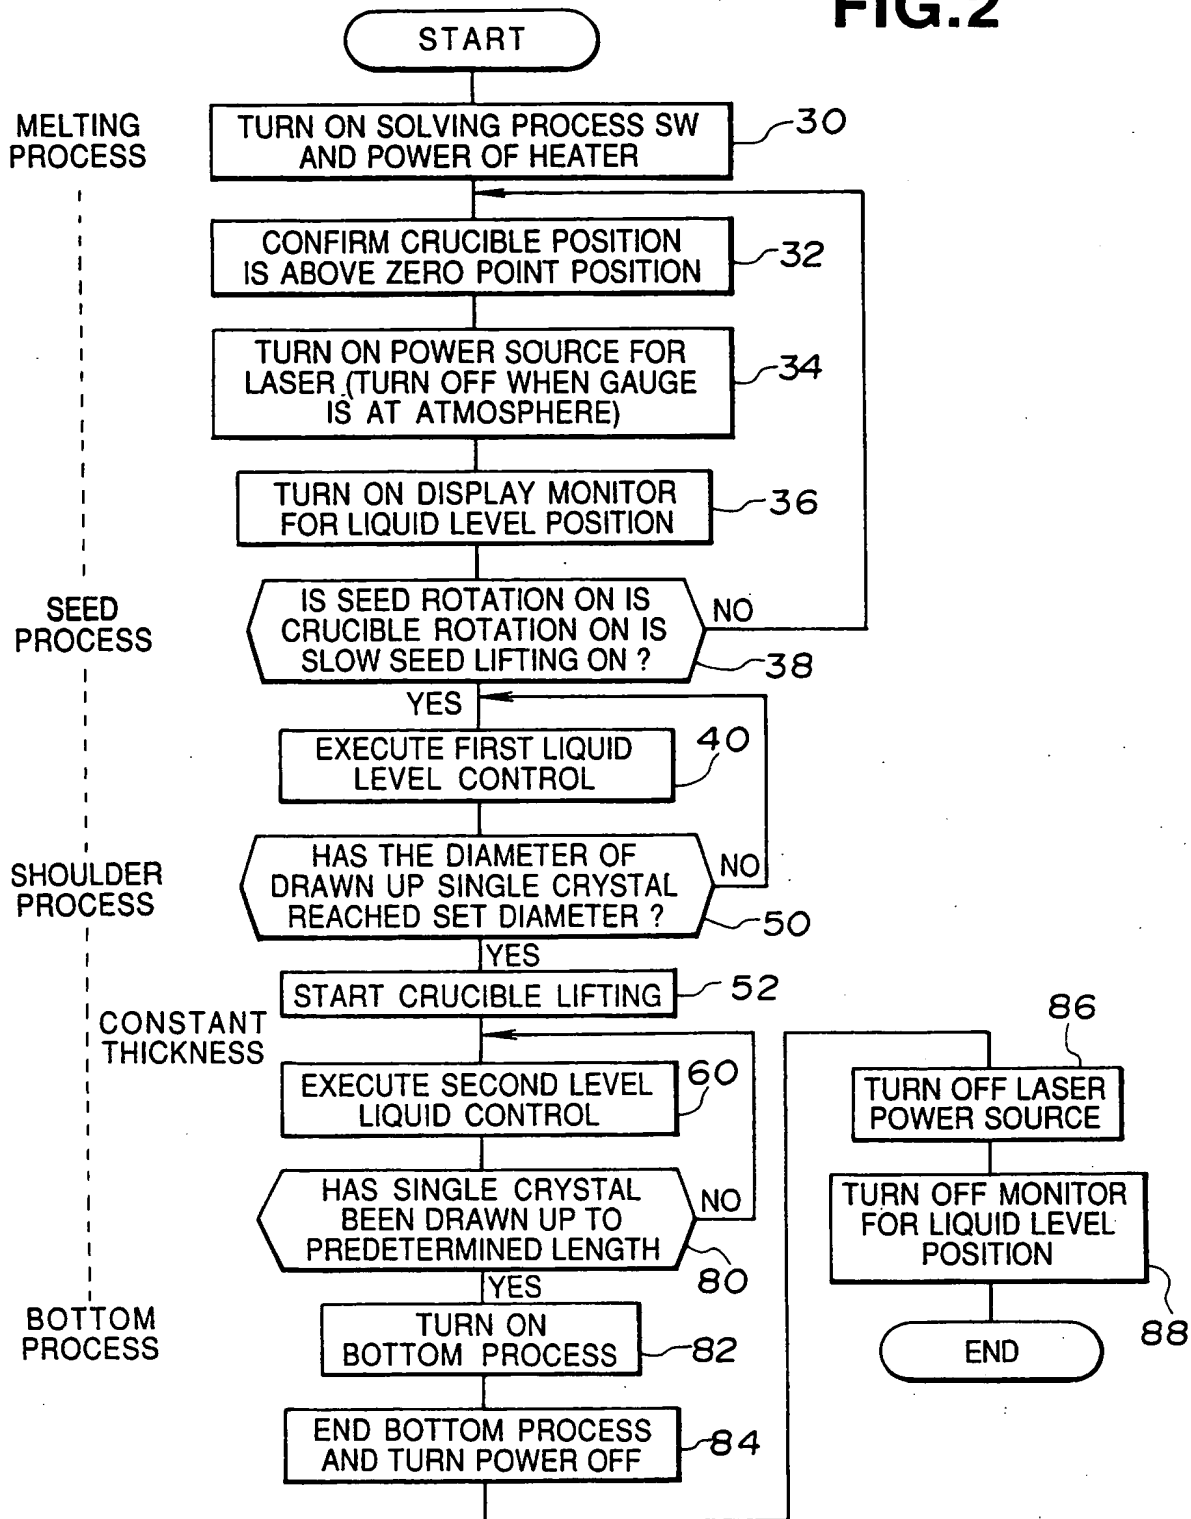 FIG.2
START
MELTING
PROCESS
TURN ON SOLVING PROCESS SW
AND POWER OF HEATER
30
CONFIRM CRUCIBLE POSITION
IS ABOVE ZERO POINT POSITION
32
TURN ON POWER SOURCE FOR
LASER (TURN OFF WHEN GAUGE
IS AT ATMOSPHERE)
34
TURN ON DISPLAY MONITOR
FOR LIQUID LEVEL POSITION
36
SEED
PROCESS
IS SEED ROTATION ON IS
CRUCIBLE ROTATION ON IS
SLOW SEED LIFTING ON ?
NO
38
YES
EXECUTE FIRST LIQUID
LEVEL CONTROL
40
SHOULDER
PROCESS
HAS THE DIAMETER OF
DRAWN UP SINGLE CRYSTAL
REACHED SET DIAMETER ?
NO
50
YES
START CRUCIBLE LIFTING
52
CONSTANT
THICKNESS
EXECUTE SECOND LEVEL
LIQUID CONTROL
60
HAS SINGLE CRYSTAL
BEEN DRAWN UP TO
PREDETERMINED LENGTH
NO
80
YES
BOTTOM
PROCESS
TURN ON
BOTTOM PROCESS
82
END BOTTOM PROCESS
AND TURN POWER OFF
84
86
TURN OFF LASER
POWER SOURCE
TURN OFF MONITOR
FOR LIQUID LEVEL
POSITION
88
END